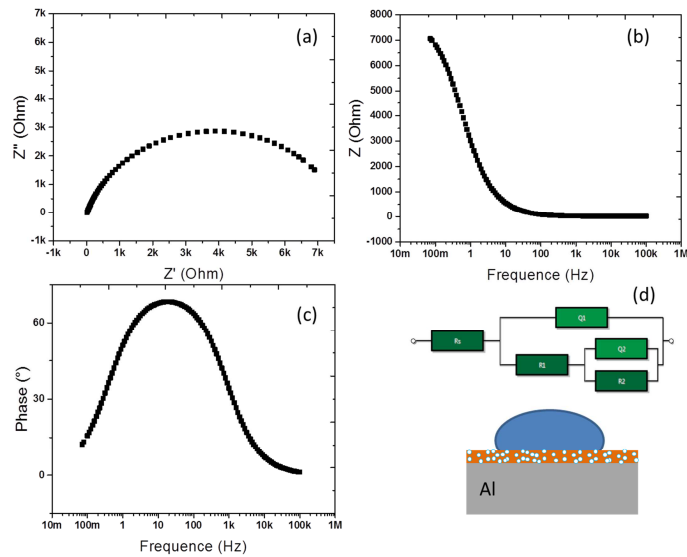 (a)
7k
6k
5k
4k
3k
2k
1k
0
-1k
Z'' (Ohm)
-1k 0 1k 2k 3k 4k 5k 6k 7k 8k
Z' (Ohm)
(b)
8000
7000
6000
5000
4000
3000
2000
1000
0
-1000
Z (Ohm)
10m 100m 1 10 100 1k 10k 100k 1M
Frequence (Hz)
(c)
60
30
0
Phase (°)
10m 100m 1 10 100 1k 10k 100k 1M
Frequence (Hz)
(d)
Q1
Rs
Q2
R1
R2
Al